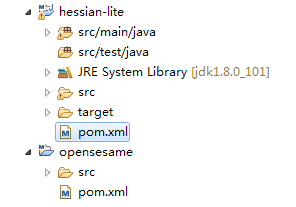 hessian-lite
src/main/java
src/test/java
JRE System Library [jdk1.8.0_101]
src
target
pom.xml
opensesame
src
pom.xml